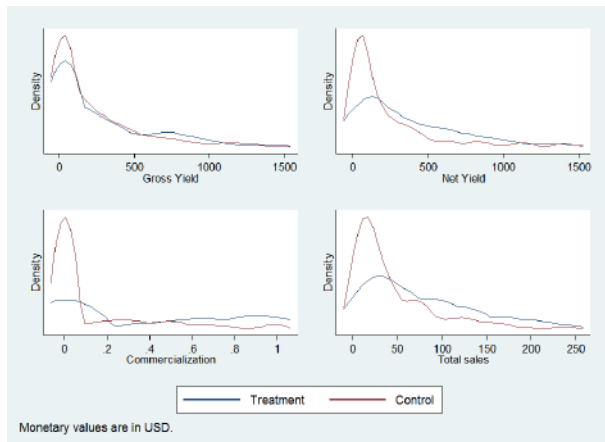 Density
0 500 1000 1500
Gross Yield
Density
0 500 1000 1500
Net Yield
Density
0 .2 .4 .6 .8 1
Commercialization
Density
0 50 100 150 200 250
Total sales
Treatment Control
Monetary values are in USD.